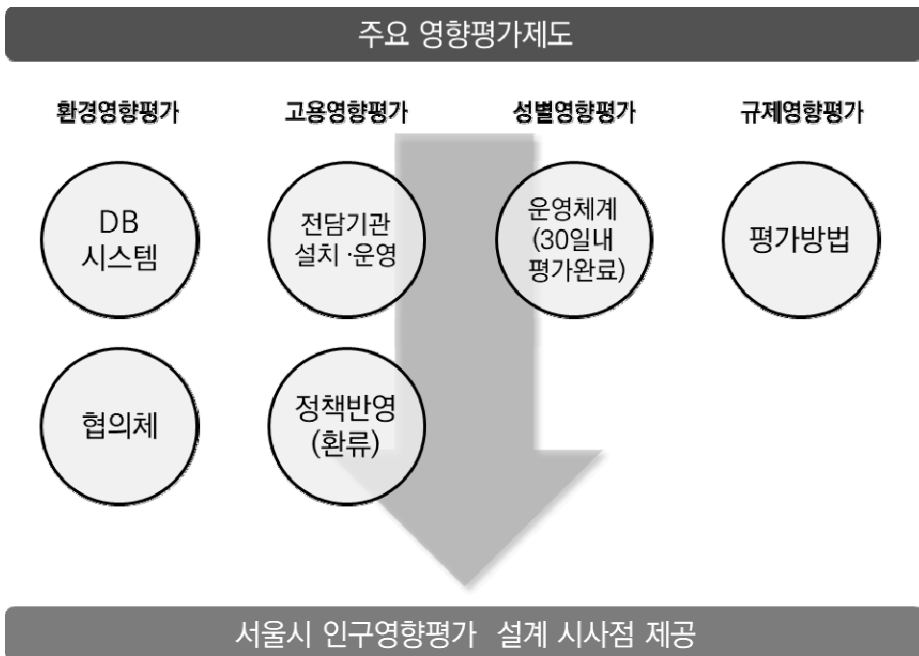 주요 영향평가제도
환경영향평가
고용영향평가
성별영향평가
규제영향평가
DB
시스템
전담기관
설치·운영
운영체계
(30일내
평가완료)
평가방법
협의체
정책반영
(환류)
서울시 인구영향평가 설계 시사점 제공